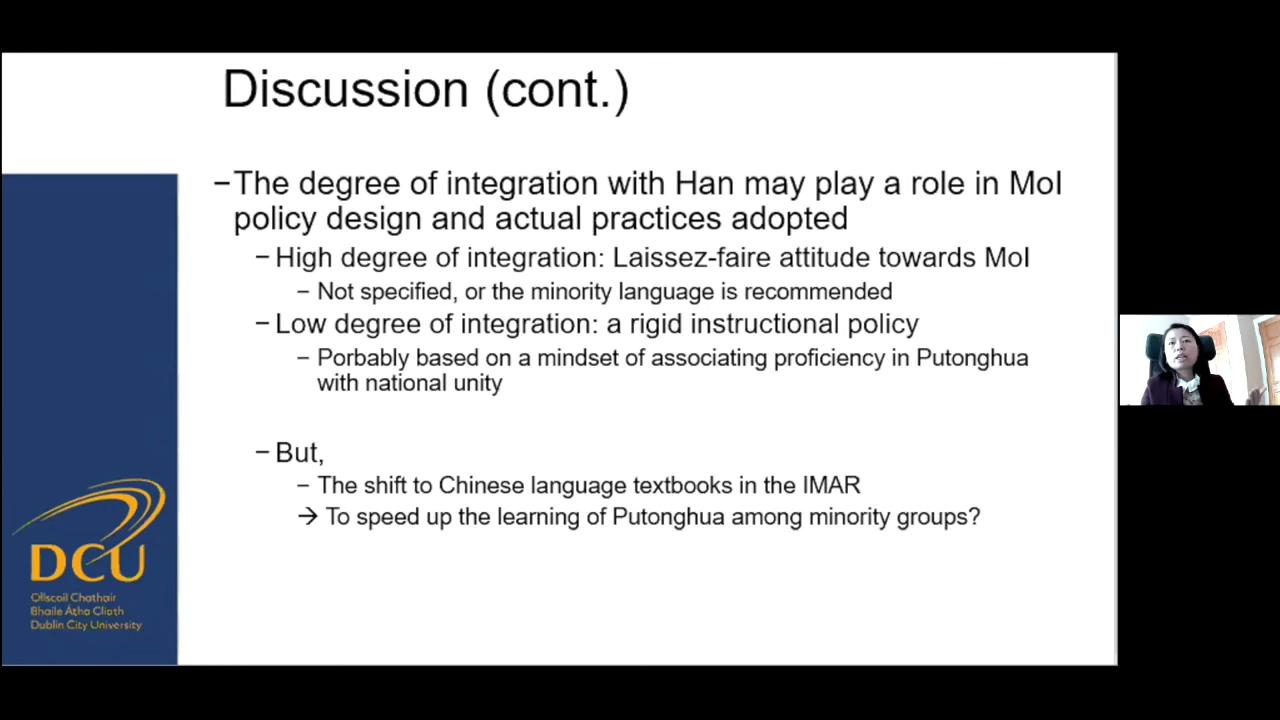 Discussion (cont.)
−The degree of integration with Han may play a role in MoI
policy design and actual practices adopted
− High degree of integration: Laissez-faire attitude towards MoI
− Not specified, or the minority language is recommended
− Low degree of integration: a rigid instructional policy
− Porbably based on a mindset of associating proficiency in Putonghua
with national unity
− But,
− The shift to Chinese language textbooks in the IMAR
→ To speed up the learning of Putonghua among minority groups?
DCU
Ollscoil Chathair
Bhaile Átha Cliath
Dublin City University